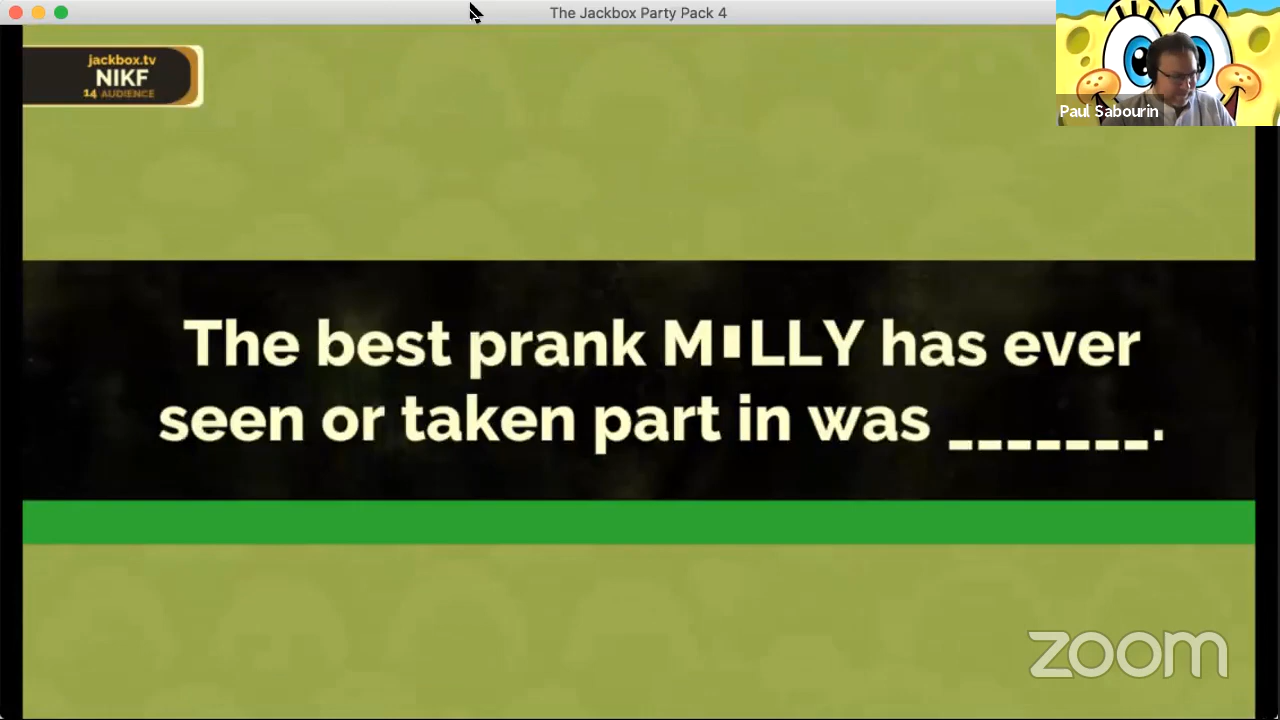 The Jackbox Party Pack 4
jackbox.tv
NIKF
14 AUDIENCE
Paul Sabourin
The best prank MILLY has ever
seen or taken part in was _______.
zoom